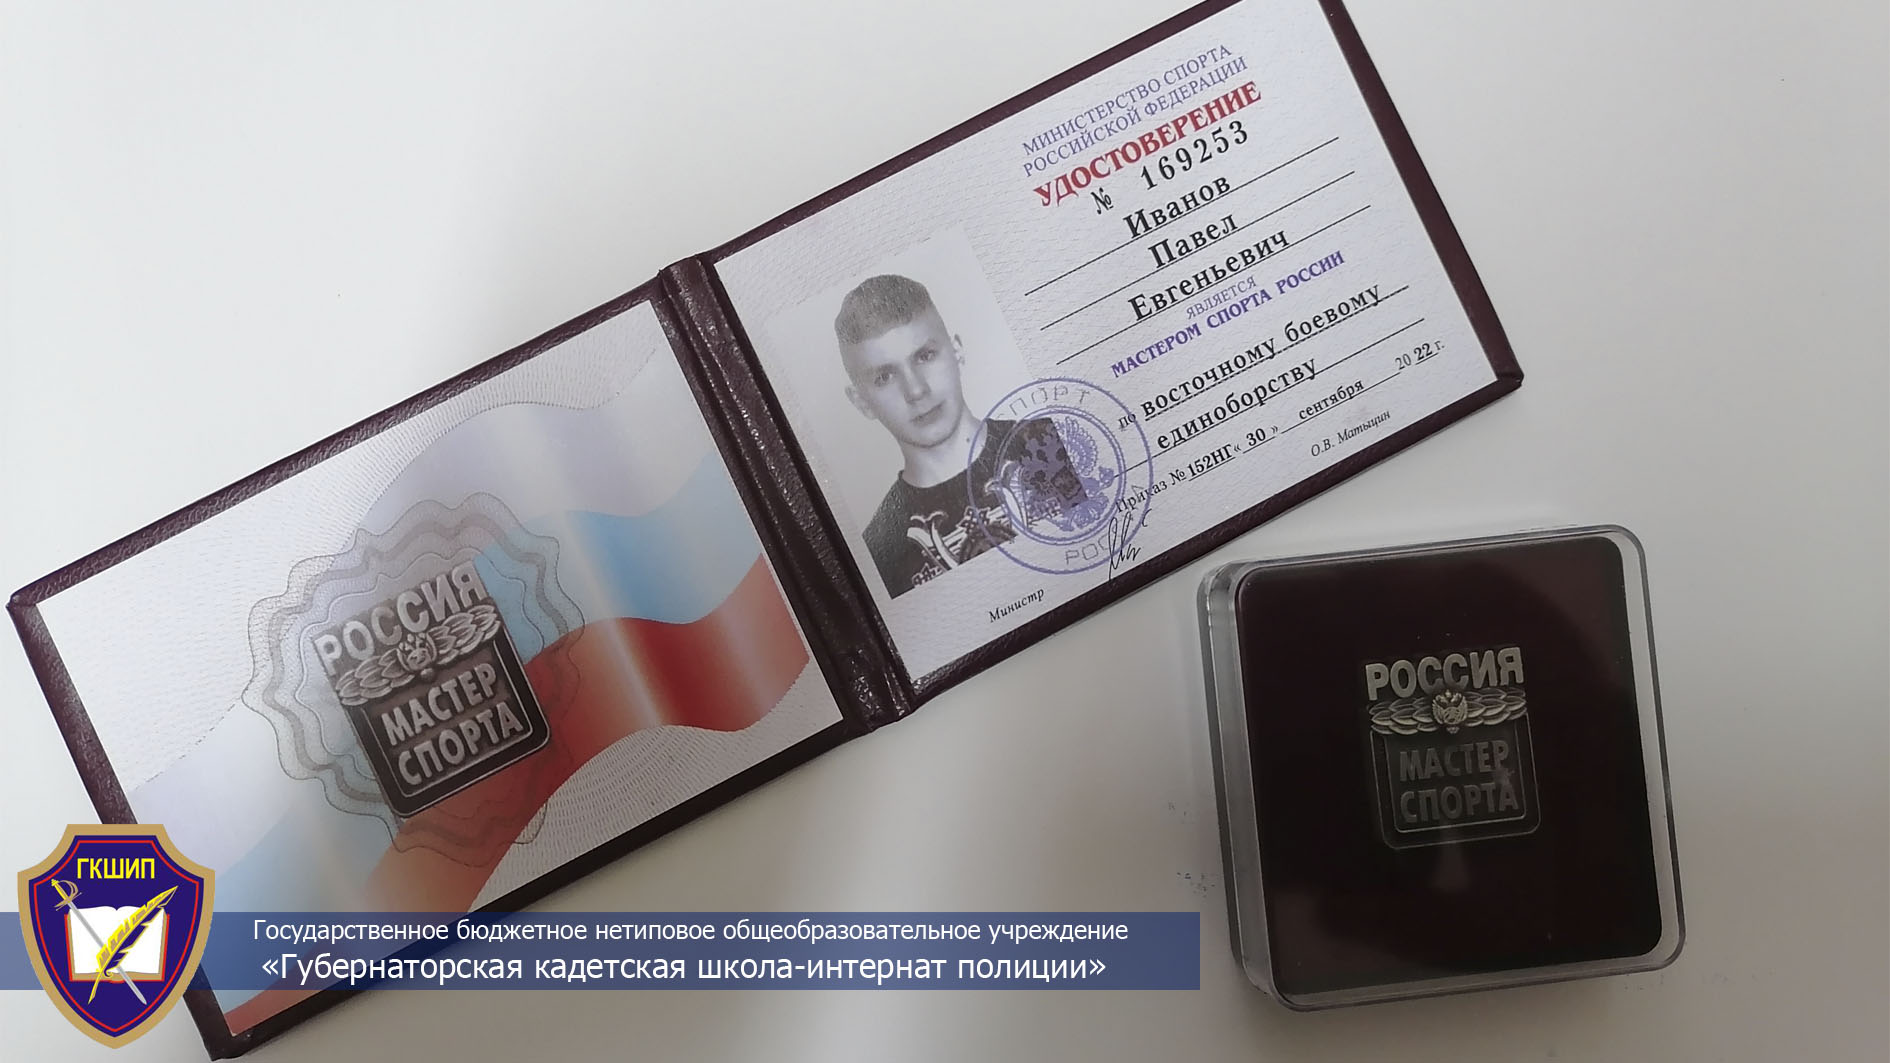 МИНИСТЕРСТВО СПОРТА
РОССИЙСКОЙ ФЕДЕРАЦИИ
УДОСТОВЕРЕНИЕ
№ 169253
Иванов
Павел
Евгеньевич
ЯВЛЯЕТСЯ
МАСТЕРОМ СПОРТА РОССИИ
по восточному боевому
единоборству
Приказ № 152НГ « 30 » сентября 20 22 г.
О.В. Матыцин
Министр
СПОРТ
РОС
РОССИЯ
МАСТЕР
СПОРТА
РОССИЯ
МАСТЕР
СПОРТА
ГКШИП
Государственное бюджетное нетиповое общеобразовательное учреждение
«Губернаторская кадетская школа-интернат полиции»